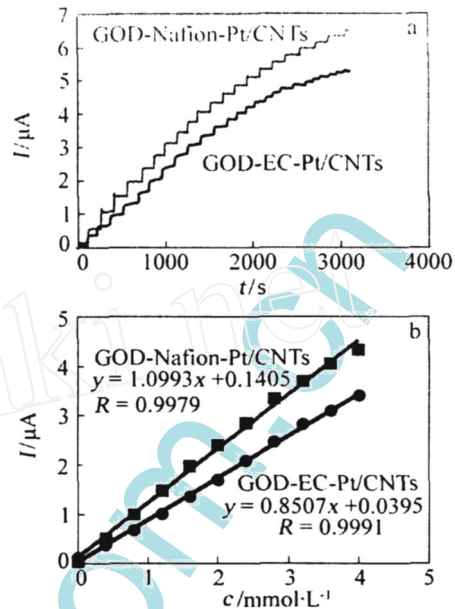 7
a
GOD-Nafion-Pt/CNTs
6
5
4
I/μA
3
GOD-EC-Pt/CNTs
2
1
0
0 1000 2000 3000 4000
t/s
5
b
GOD-Nafion-Pt/CNTs
4
y = 1.0993x +0.1405
R = 0.9979
3
I/μA
2
GOD-EC-Pt/CNTs
y = 0.8507x +0.0395
1
R = 0.9991
0
0 1 2 3 4 5
c/mmol·L⁻¹